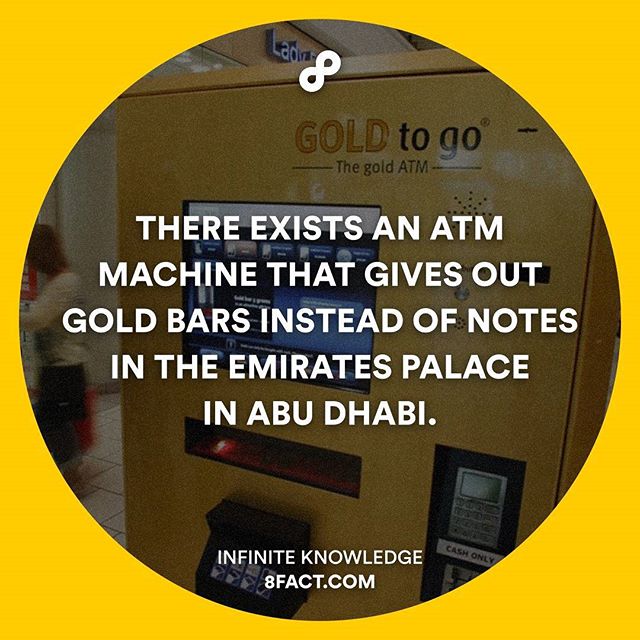 Lady
GOLD to go®
The gold ATM
THERE EXISTS AN ATM
MACHINE THAT GIVES OUT
GOLD BARS INSTEAD OF NOTES
IN THE EMIRATES PALACE
IN ABU DHABI.
CASH ONLY
INFINITE KNOWLEDGE
8FACT.COM